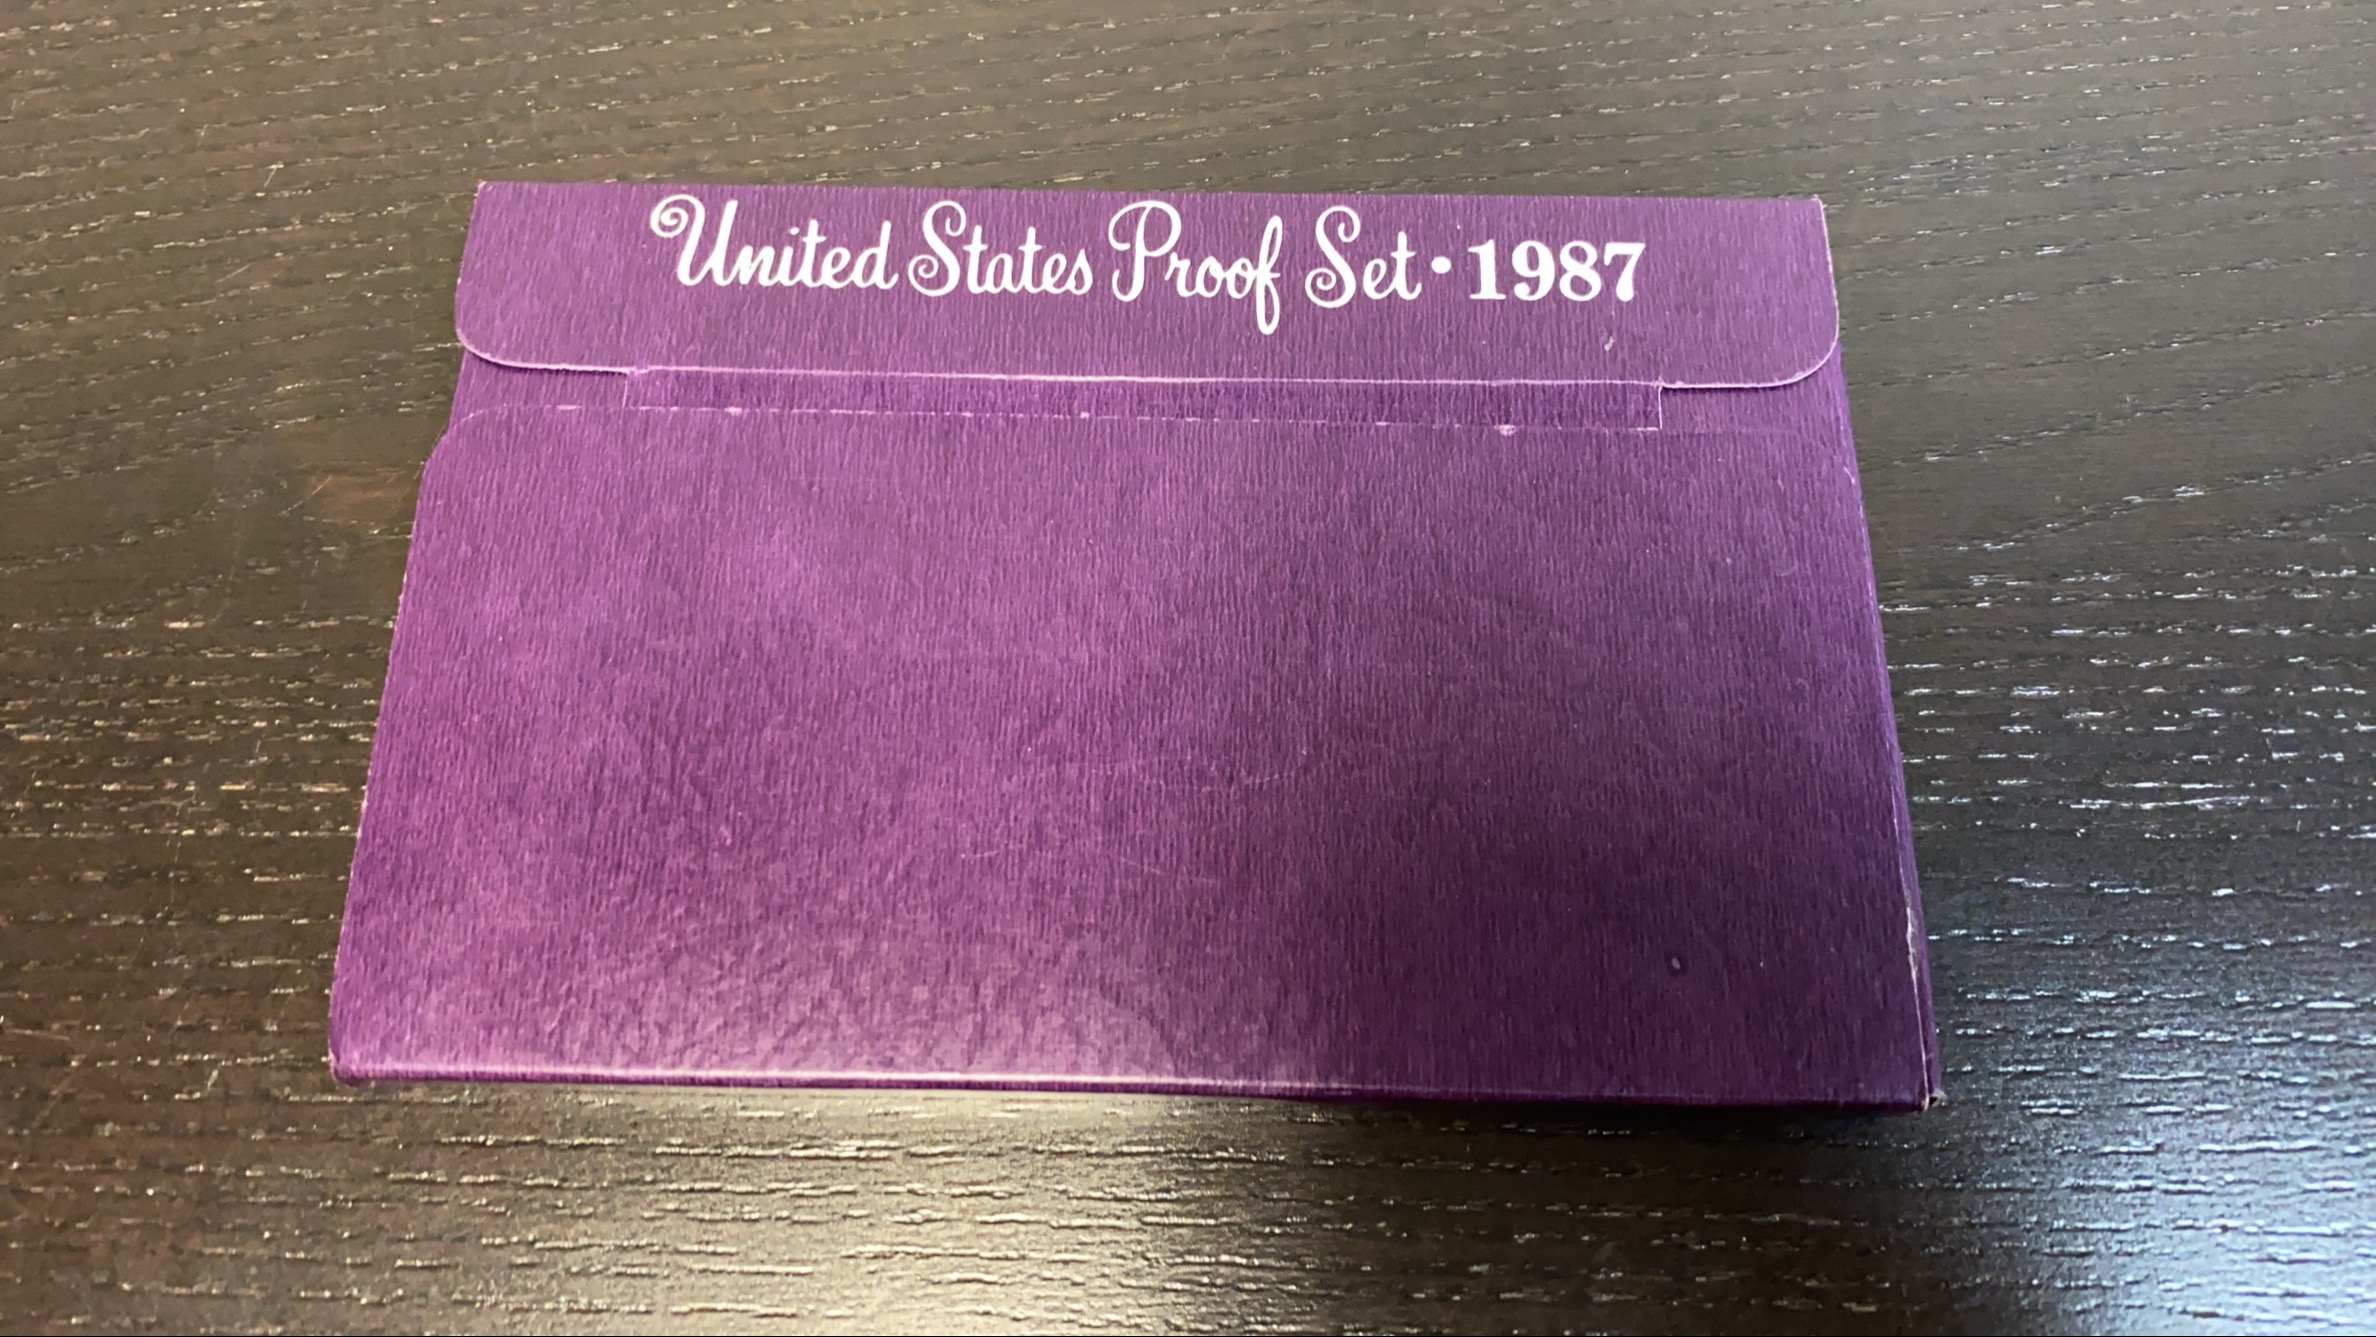 United States Proof Set • 1987